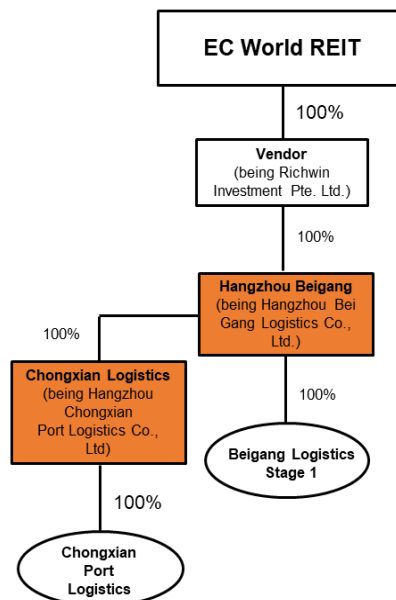 EC World REIT
100%
Vendor
(being Richwin
Investment Pte. Ltd.)
100%
Hangzhou Beigang
(being Hangzhou Bei
Gang Logistics Co.,
Ltd.)
100%
Chongxian Logistics
(being Hangzhou
Chongxian
Port Logistics Co.,
Ltd)
100%
Beigang Logistics
Stage 1
100%
Chongxian
Port
Logistics